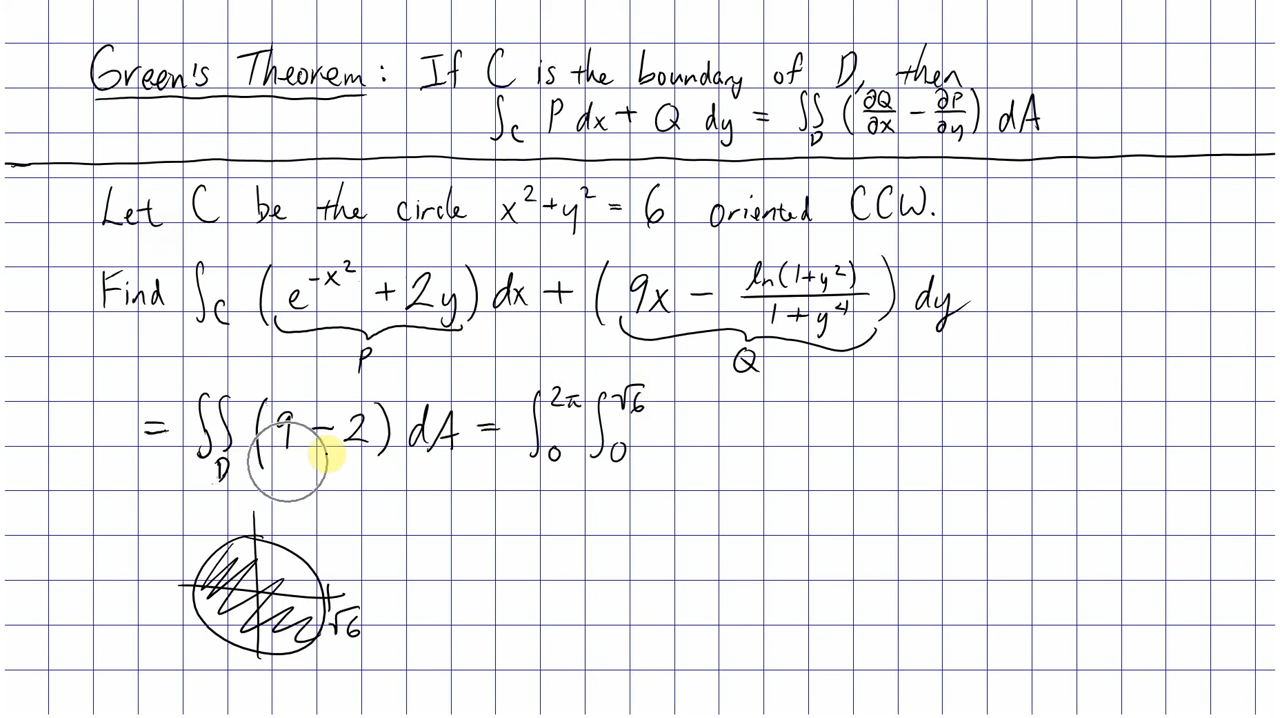 Green's Theorem: If C is the boundary of D, then
∫_C P dx + Q dy = ∬_D (∂Q/∂x − ∂P/∂y) dA
Let C be the circle x² + y² = 6 oriented CCW.
Find ∫_C (e^{-x²} + 2y) dx + (9x − ln(1+y²)/(1+y⁴)) dy
P Q
= ∬_D (9 − 2) dA = ∫_0^{2π} ∫_0^{√6}
√6